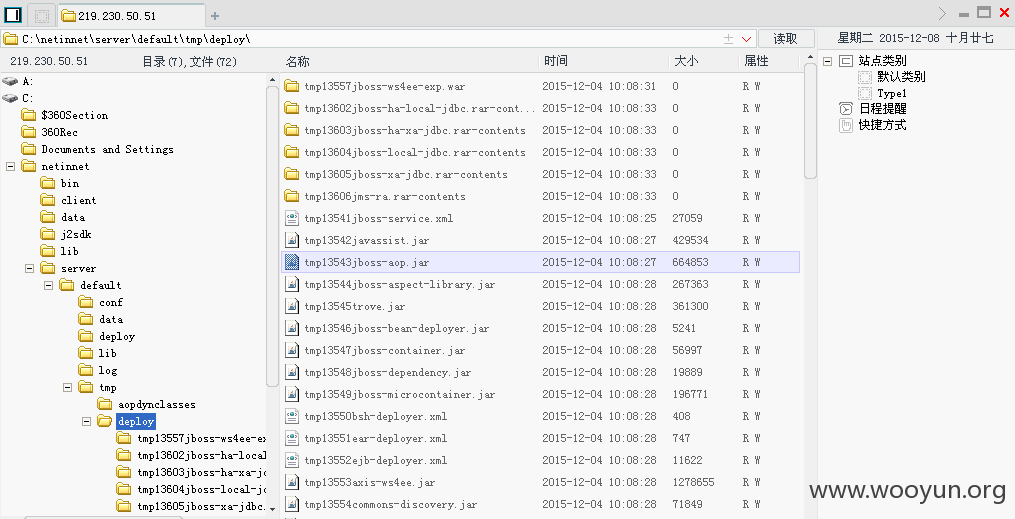 219.230.50.51
C:\netinnet\server\default\tmp\deploy\
读取
星期二 2015-12-08 十月廿七
219.230.50.51 目录(7),文件(72)
A:
C:
$360Section
360Rec
Documents and Settings
netinnet
bin
client
data
j2sdk
lib
server
default
conf
data
deploy
lib
log
tmp
aopdynclasses
deploy
tmp13557jboss-ws4ee-ex
tmp13602jboss-ha-local
tmp13603jboss-ha-xa-jc
tmp13604jboss-local-jc
tmp13605jboss-xa-jdbc.
名称 时间 大小 属性
tmp13557jboss-ws4ee-exp.war 2015-12-04 10:08:31 0 R W
tmp13602jboss-ha-local-jdbc.rar-cont... 2015-12-04 10:08:33 0 R W
tmp13603jboss-ha-xa-jdbc.rar-contents 2015-12-04 10:08:33 0 R W
tmp13604jboss-local-jdbc.rar-contents 2015-12-04 10:08:33 0 R W
tmp13605jboss-xa-jdbc.rar-contents 2015-12-04 10:08:33 0 R W
tmp13606jms-ra.rar-contents 2015-12-04 10:08:33 0 R W
tmp13541jboss-service.xml 2015-12-04 10:08:25 27059 R W
tmp13542javassist.jar 2015-12-04 10:08:27 429534 R W
tmp13543jboss-aop.jar 2015-12-04 10:08:27 664853 R W
tmp13544jboss-aspect-library.jar 2015-12-04 10:08:28 267363 R W
tmp13545trove.jar 2015-12-04 10:08:28 361300 R W
tmp13546jboss-bean-deployer.jar 2015-12-04 10:08:28 5241 R W
tmp13547jboss-container.jar 2015-12-04 10:08:28 56997 R W
tmp13548jboss-dependency.jar 2015-12-04 10:08:28 19889 R W
tmp13549jboss-microcontainer.jar 2015-12-04 10:08:28 196771 R W
tmp13550bsh-deployer.xml 2015-12-04 10:08:28 408 R W
tmp13551ear-deployer.xml 2015-12-04 10:08:28 747 R W
tmp13552ejb-deployer.xml 2015-12-04 10:08:28 11622 R W
tmp13553axis-ws4ee.jar 2015-12-04 10:08:28 1278655 R W
tmp13554commons-discovery.jar 2015-12-04 10:08:28 71849 R W
站点类别
默认类别
Type1
日程提醒
快捷方式
www.wooyun.org